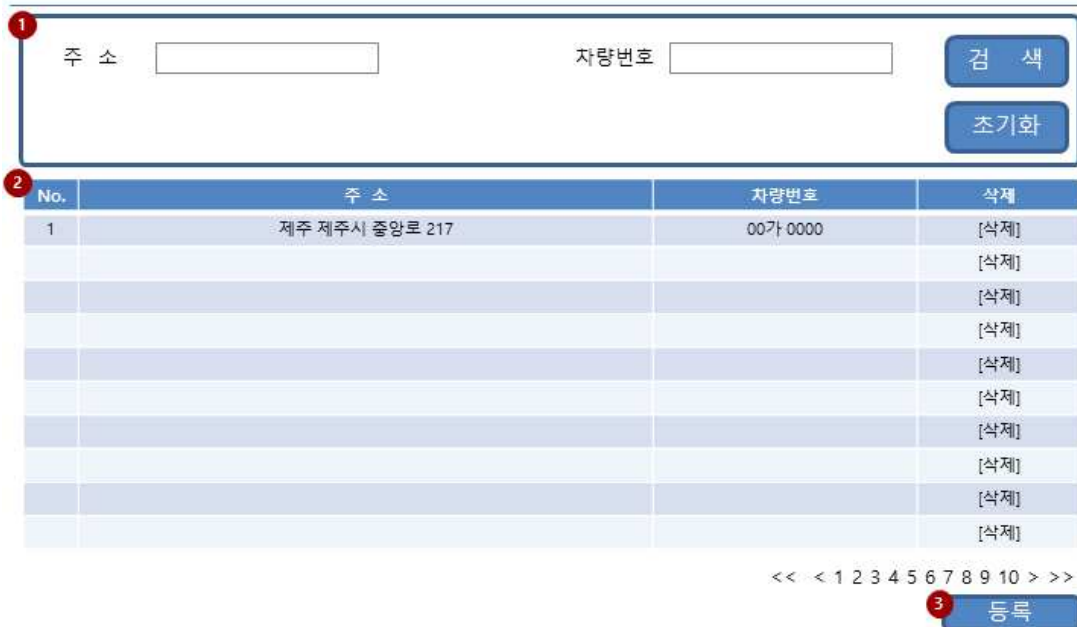 1
주 소 차량번호 검 색
초기화
2
No. 주 소 차량번호 삭제
1 제주 제주시 중앙로 217 00가 0000 [삭제]
[삭제]
[삭제]
[삭제]
[삭제]
[삭제]
[삭제]
[삭제]
[삭제]
[삭제]
<< < 1 2 3 4 5 6 7 8 9 10 > >>
3 등록